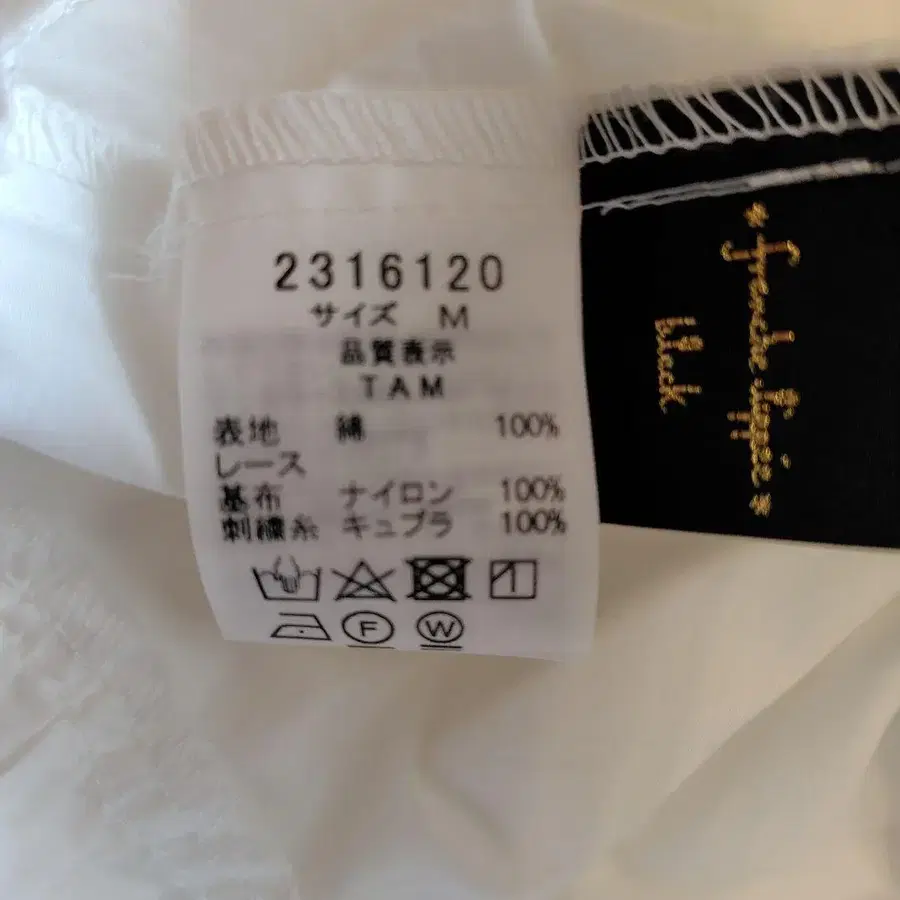 2316120
サイズ M
品質表示
TAM
表地 綿 100%
レース
基布 ナイロン 100%
刺繍糸 キュプラ 100%
F W
franche lippée
black